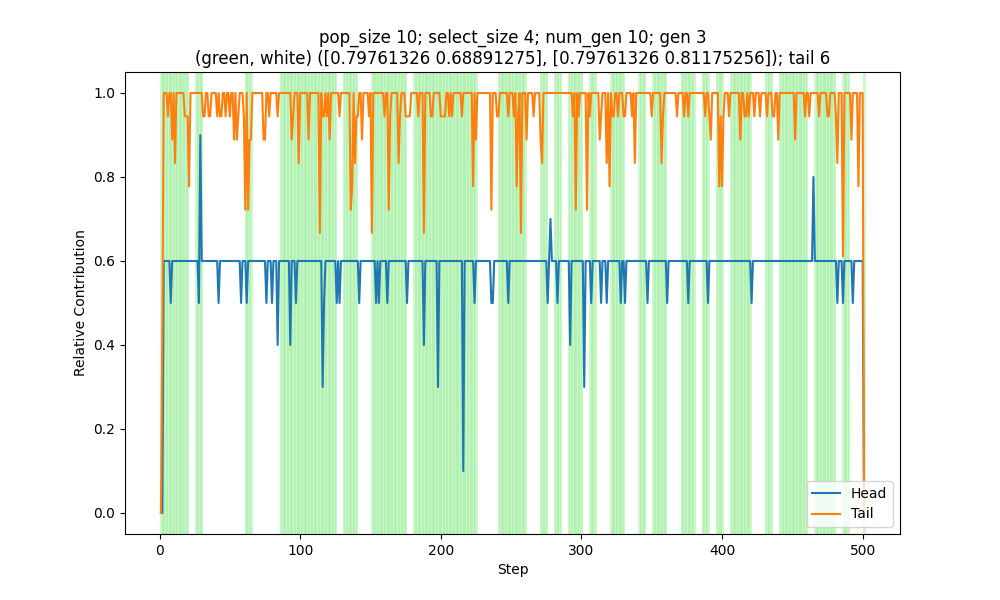 pop_size 10; select_size 4; num_gen 10; gen 3
(green, white) ([0.79761326 0.68891275], [0.79761326 0.81175256]); tail 6
1.0
0.8
0.6
0.4
0.2
0.0
Relative Contribution
Head
Tail
0
100
200
300
400
500
Step